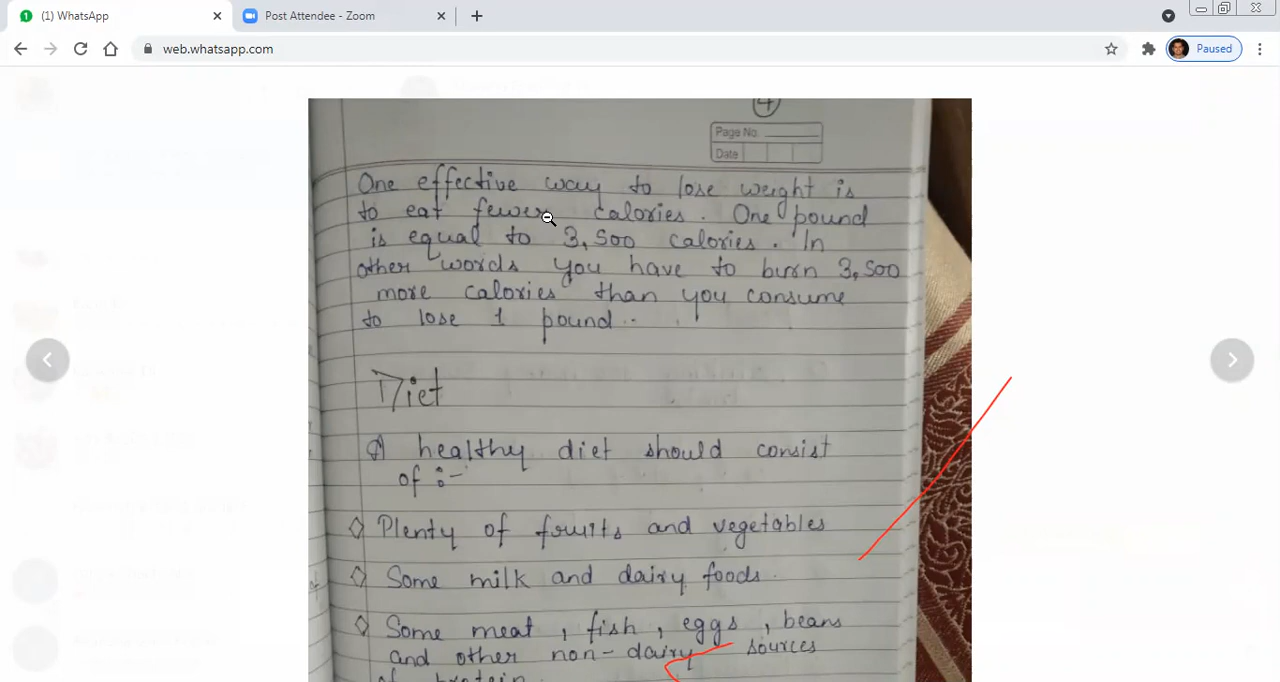 (1) WhatsApp
Post Attendee - Zoom
web.whatsapp.com
Paused
4
Page No.
Date
One effective way to lose weight is
to eat fewer calories. One pound
is equal to 3,500 calories. In
other words you have to burn 3,500
more calories than you consume
to lose 1 pound.
Diet
A healthy diet should consist
of :-
◇ Plenty of fruits and vegetables
◇ Some milk and dairy foods.
◇ Some meat, fish, eggs, beans
and other non-dairy sources
of protein